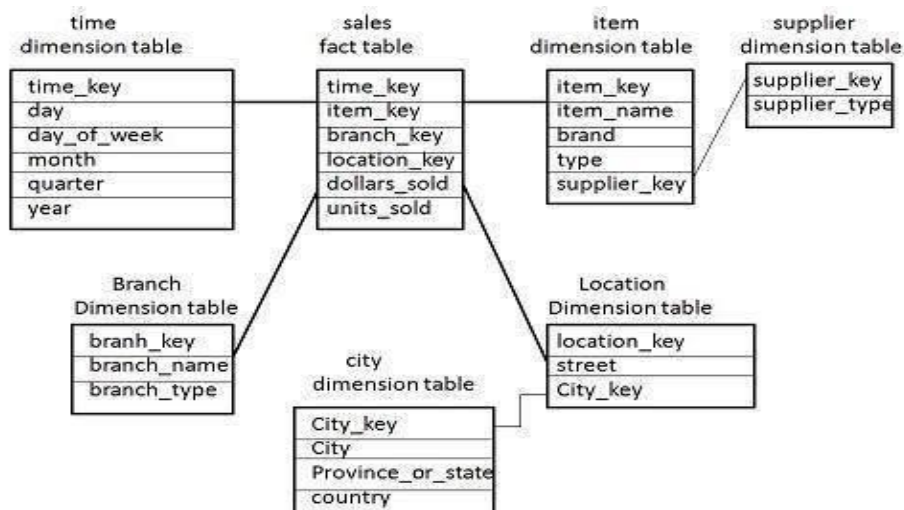 time
dimension table
time_key
day
day_of_week
month
quarter
year
sales
fact table
time_key
item_key
branch_key
location_key
dollars_sold
units_sold
item
dimension table
item_key
item_name
brand
type
supplier_key
supplier
dimension table
supplier_key
supplier_type
Branch
Dimension table
branh_key
branch_name
branch_type
city
dimension table
City_key
City
Province_or_state
country
Location
Dimension table
location_key
street
City_key